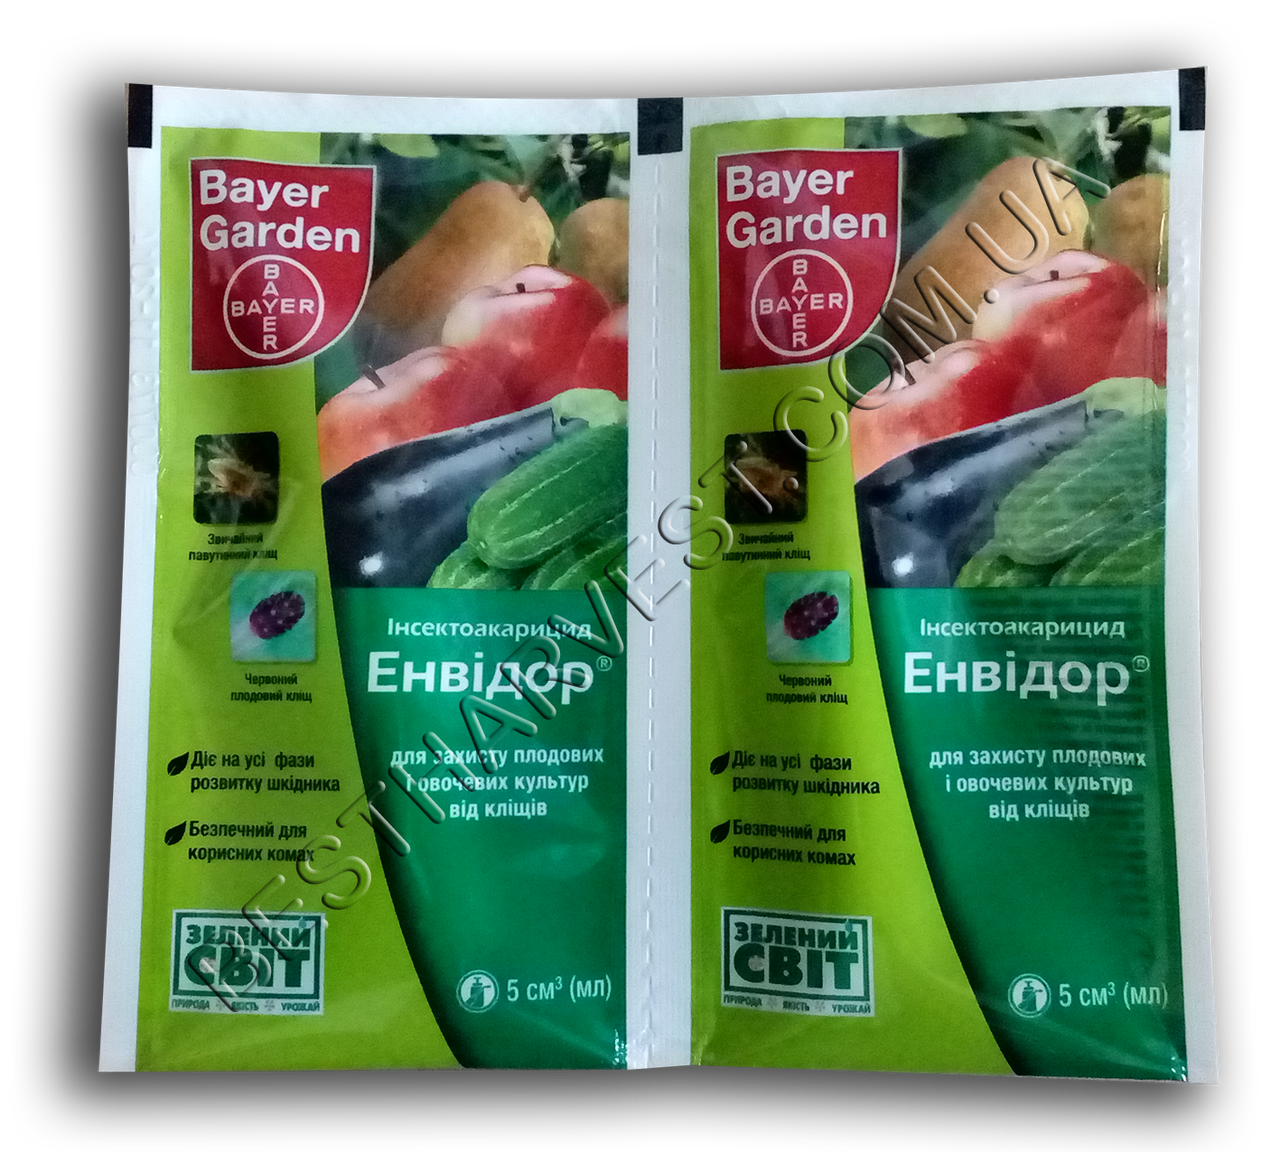 Bayer
Garden
BAYER
BAYER
Звичайний
павутинний кліщ
Червоний
плодовий кліщ
Інсектоакарицид
Енвідор®
для захисту плодових
і овочевих культур
від кліщів
Діє на усі фази
розвитку шкідника
Безпечний для
корисних комах
ЗЕЛЕНИЙ
СВІТ
ПРИРОДА ЯКІСТЬ УРОЖАЙ
5 см³ (мл)
Bayer
Garden
BAYER
BAYER
Звичайний
павутинний кліщ
Червоний
плодовий кліщ
Інсектоакарицид
Енвідор®
для захисту плодових
і овочевих культур
від кліщів
Діє на усі фази
розвитку шкідника
Безпечний для
корисних комах
ЗЕЛЕНИЙ
СВІТ
ПРИРОДА ЯКІСТЬ УРОЖАЙ
5 см³ (мл)
BESTHARVEST.COM.UA